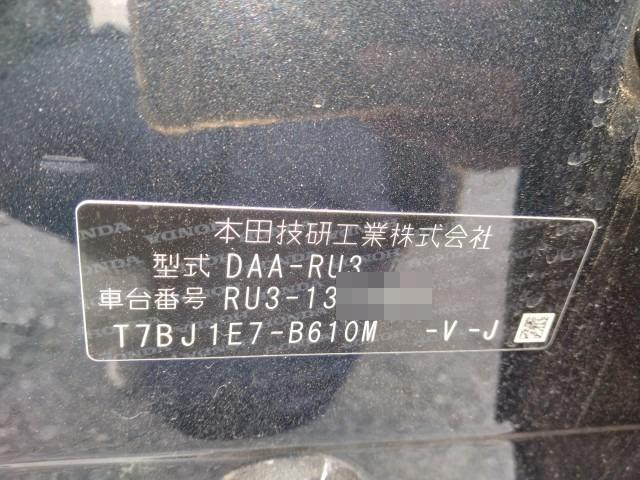 本田技研工業株式会社
型式 DAA-RU3
車台番号 RU3-13
T7BJ1E7-B610M -V -J